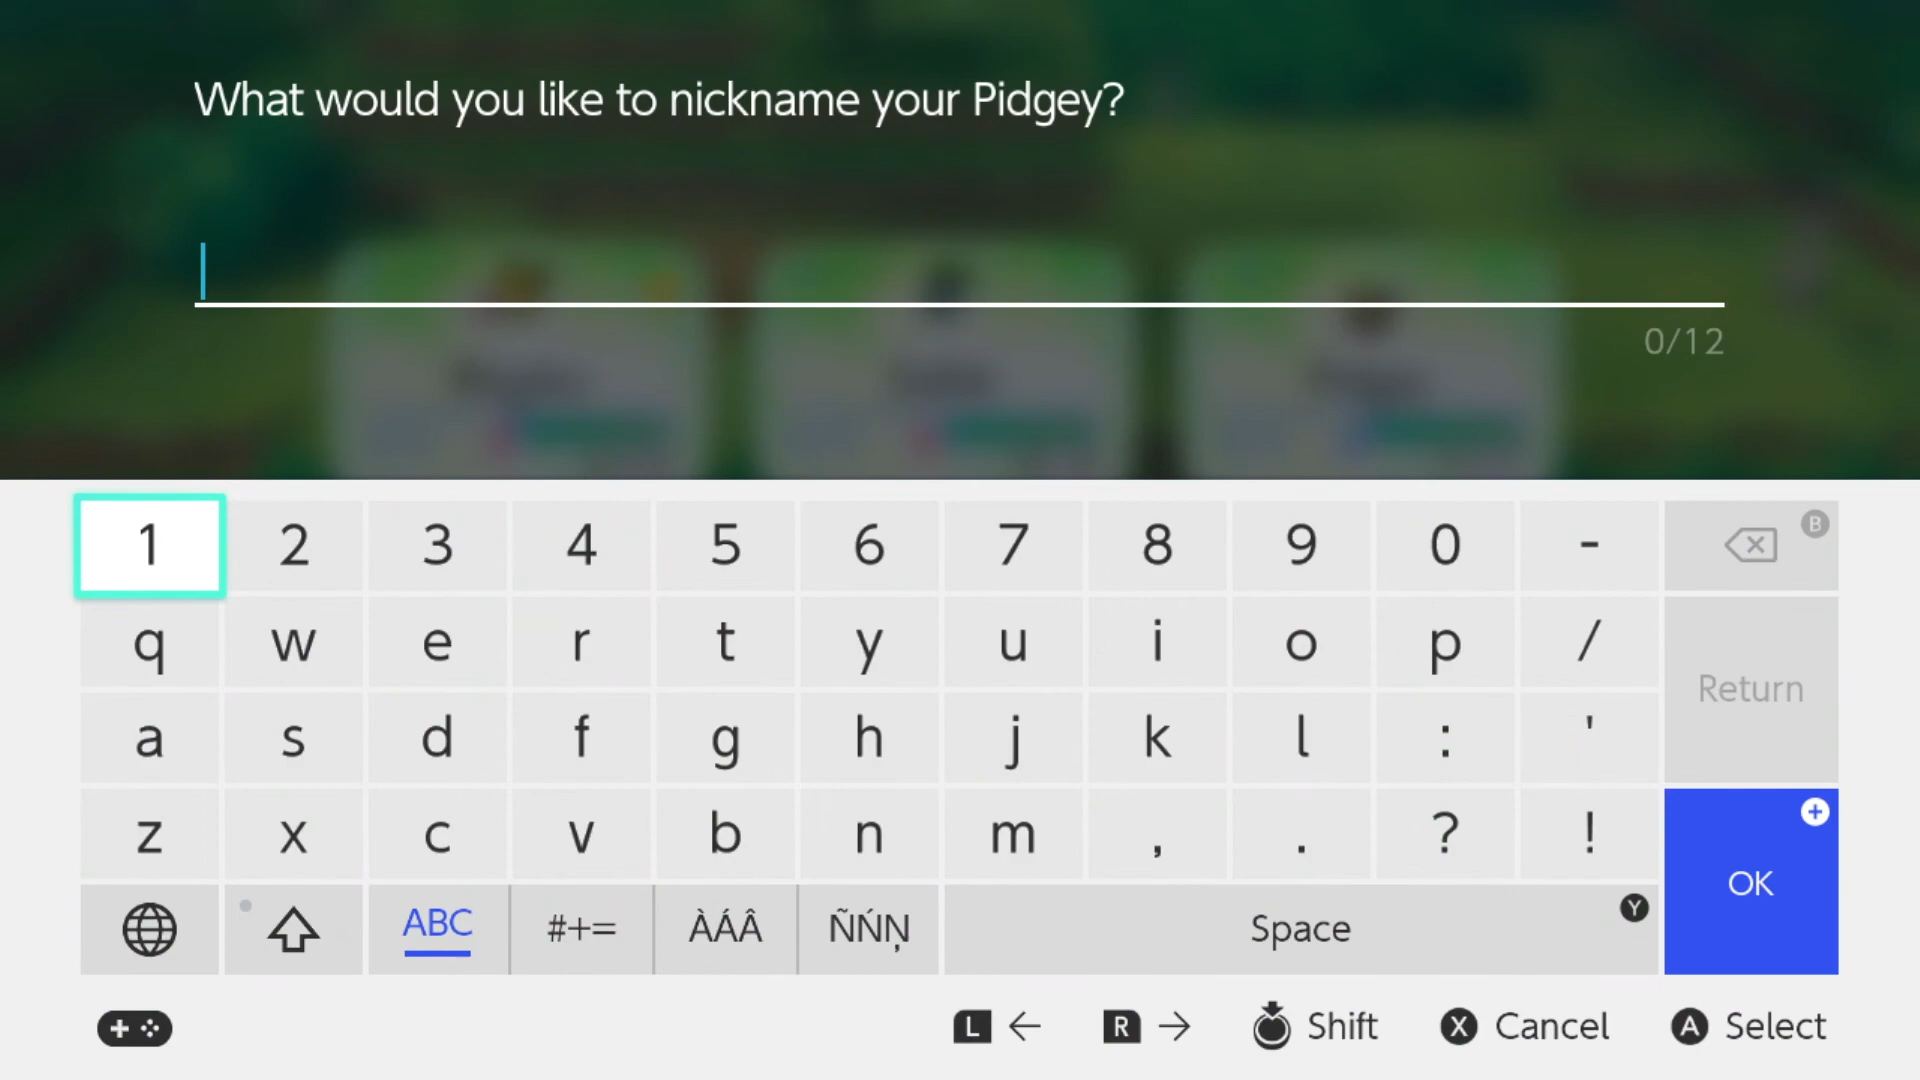 What would you like to nickname your Pidgey?
0/12
1 2 3 4 5 6 7 8 9 0 - B
q w e r t y u i o p / Return
a s d f g h j k l : '
z x c v b n m , . ? ! OK
ABC #+= ÀÁÂ ÑŃŅ Space Y
L ← R → Shift X Cancel A Select